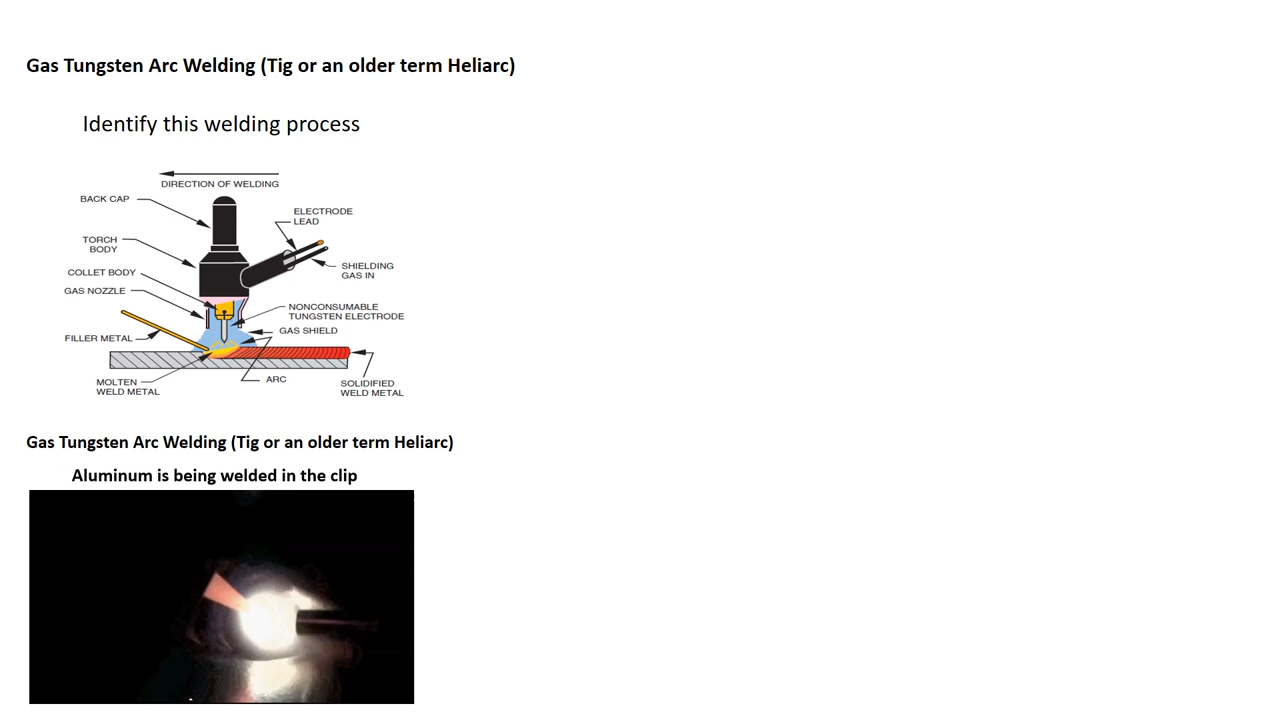 Gas Tungsten Arc Welding (Tig or an older term Heliarc)
Identify this welding process
DIRECTION OF WELDING
BACK CAP
ELECTRODE
LEAD
TORCH
BODY
SHIELDING
GAS IN
COLLET BODY
GAS NOZZLE
NONCONSUMABLE
TUNGSTEN ELECTRODE
GAS SHIELD
FILLER METAL
ARC
MOLTEN
WELD METAL
SOLIDIFIED
WELD METAL
Gas Tungsten Arc Welding (Tig or an older term Heliarc)
Aluminum is being welded in the clip